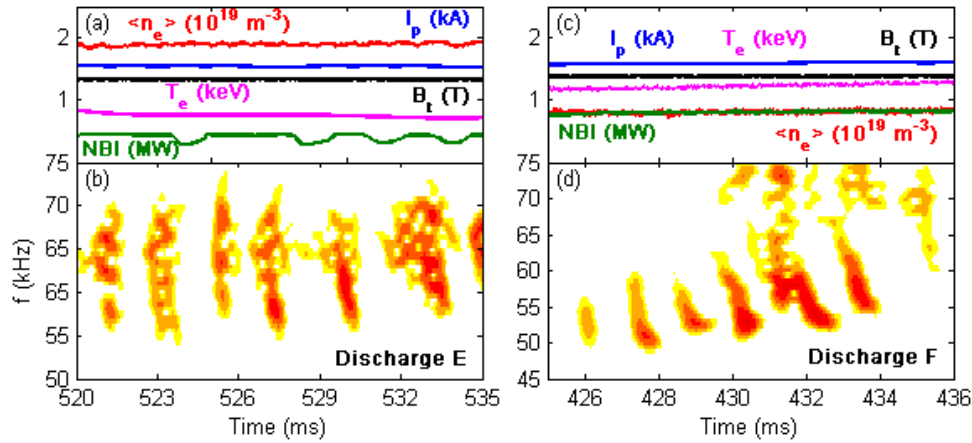 (a) <n_e> (10^19 m^-3) I_p (kA)
2
1
T_e (keV) B_t (T)
NBI (MW)
(c)
2
1
I_p (kA) T_e (keV) B_t (T)
NBI (MW) <n_e> (10^19 m^-3)
(b)
f (kHz)
75
70
65
65
55
50
Discharge E
520 523 526 529 532 535
Time (ms)
(d)
75
70
65
60
55
50
45
Discharge F
426 428 430 432 434 436
Time (ms)